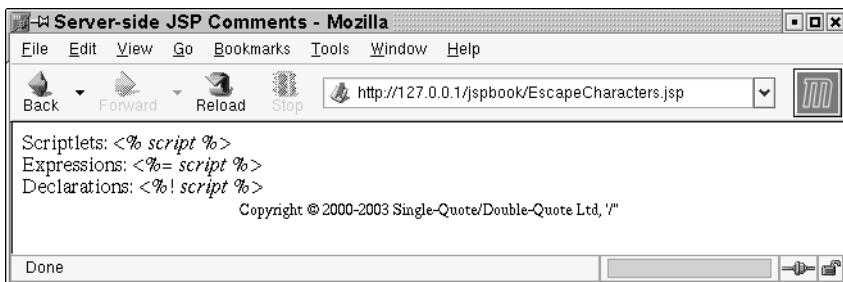 Server-side JSP Comments - Mozilla
File Edit View Go Bookmarks Tools Window Help
Back Forward Reload Stop http://127.0.0.1/jspbook/EscapeCharacters.jsp
Scriptlets: <% script %>
Expressions: <%= script %>
Declarations: <%! script %>
Copyright © 2000-2003 Single-Quote/Double-Quote Ltd, '/"
Done